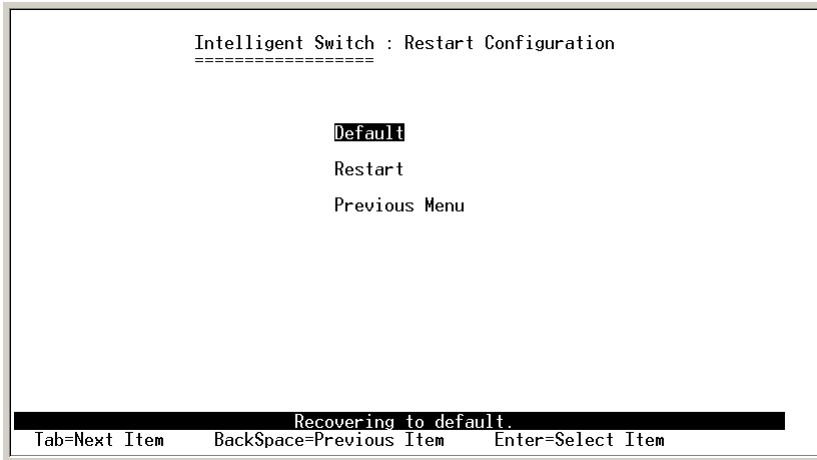 Intelligent Switch : Restart Configuration
==================
Default
Restart
Previous Menu
Recovering to default.
Tab=Next Item BackSpace=Previous Item Enter=Select Item